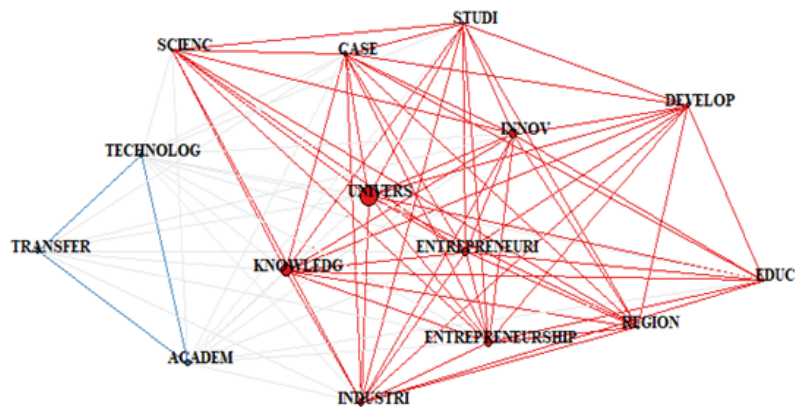 STUDI
SCIENC
CASE
DEVELOP
INNOV
TECHNOLOG
UNIVERS
TRANSFER
ENTREPRENEURI
KNOWLEDG
EDUC
REGION
ENTREPRENEURSHIP
ACADEM
INDUSTRI